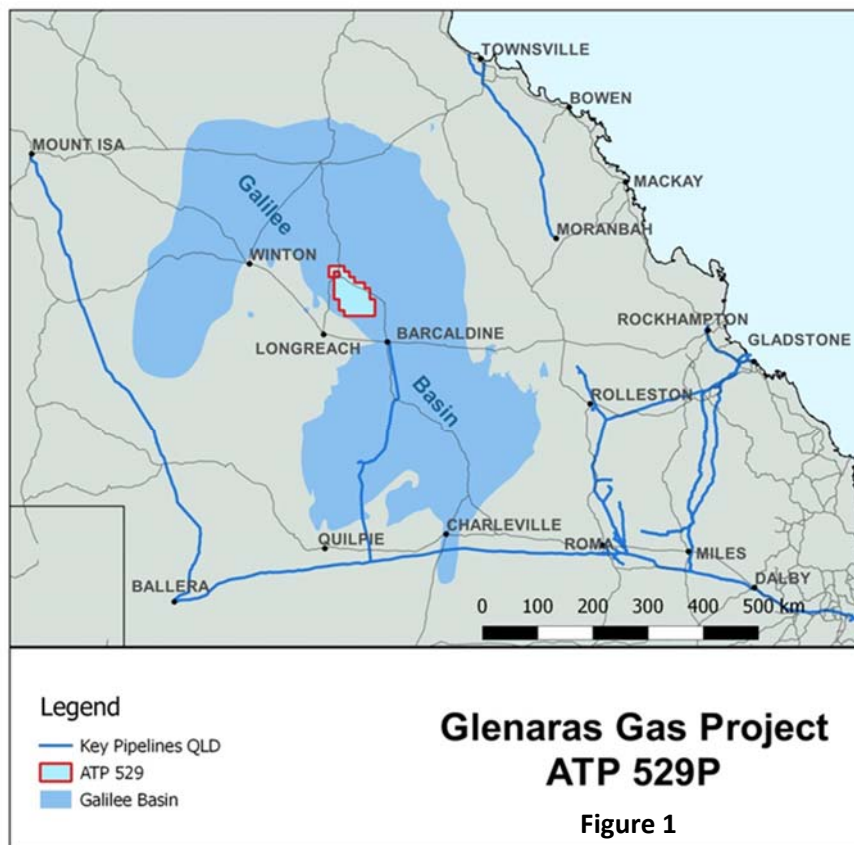 TOWNSVILLE
BOWEN
MOUNT ISA
MACKAY
Galilee
MORANBAH
WINTON
ROCKHAMPTON
GLADSTONE
LONGREACH
BARCALDINE
Basin
ROLLESTON
QUILPIE
CHARLEVILLE
ROMA
MILES
BALLERA
DALBY
0 100 200 300 400 500 km
Legend
Key Pipelines QLD
ATP 529
Galilee Basin
Glenaras Gas Project
ATP 529P
Figure 1